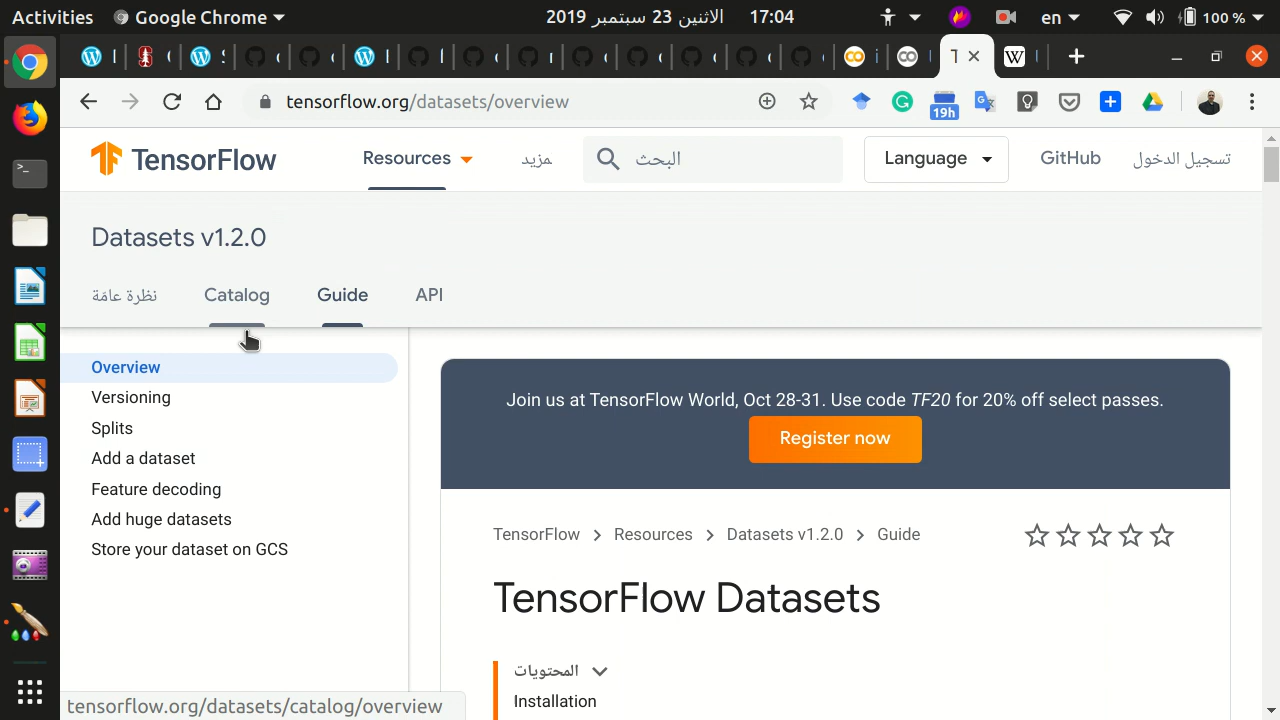 Activities
Google Chrome
الاثنين 23 سبتمبر 2019 17:04
en
100 %
tensorflow.org/datasets/overview
19h
TensorFlow
Resources
مزيد
البحث
Language
GitHub
تسجيل الدخول
Datasets v1.2.0
نظرة عامّة
Catalog
Guide
API
Overview
Versioning
Splits
Add a dataset
Feature decoding
Add huge datasets
Store your dataset on GCS
Join us at TensorFlow World, Oct 28-31. Use code TF20 for 20% off select passes.
Register now
TensorFlow > Resources > Datasets v1.2.0 > Guide
TensorFlow Datasets
المحتويات
Installation
tensorflow.org/datasets/catalog/overview